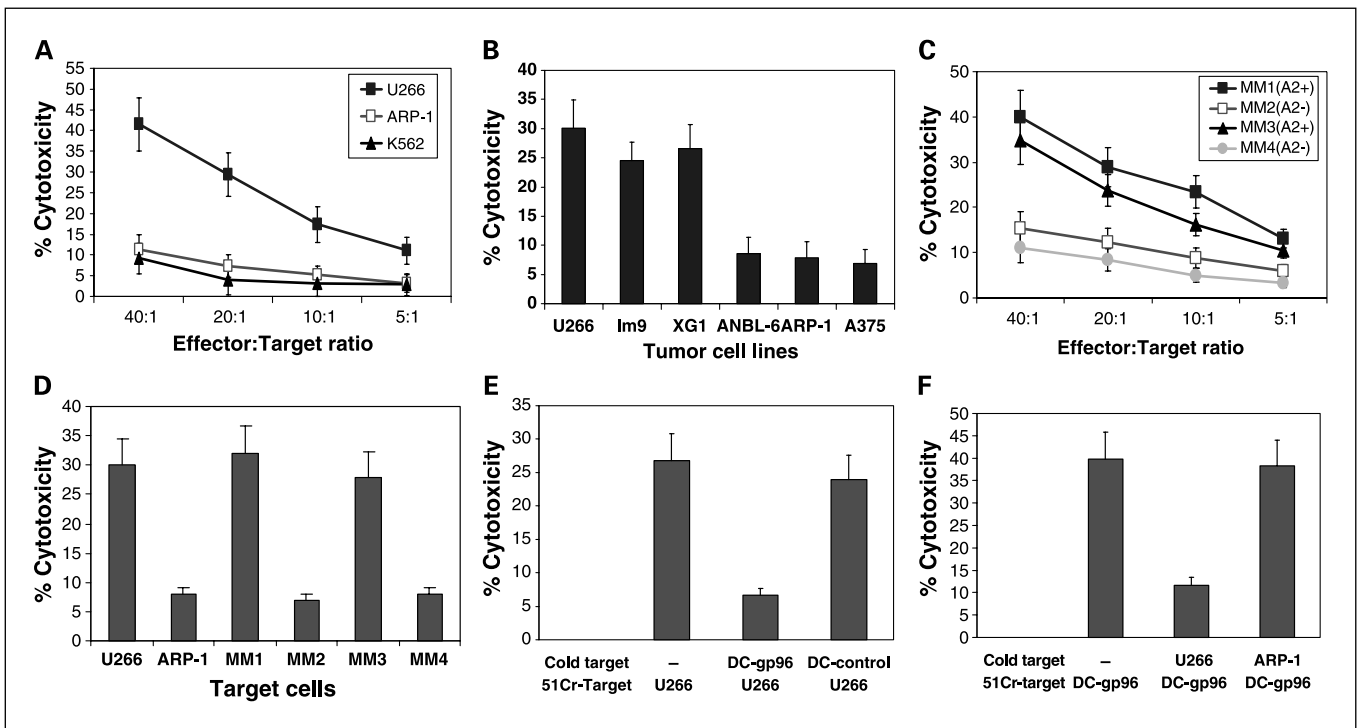 A
% Cytotoxicity
55
50
45
40
35
30
25
20
15
10
5
0
U266
ARP-1
K562
40:1 20:1 10:1 5:1
Effector:Target ratio
B
% Cytotoxicity
40
35
30
25
20
15
10
5
0
U266 Im9 XG1 ANBL-6 ARP-1 A375
Tumor cell lines
C
% Cytotoxicity
50
40
30
20
10
0
MM1(A2+)
MM2(A2-)
MM3(A2+)
MM4(A2-)
40:1 20:1 10:1 5:1
Effector:Target ratio
D
% Cytotoxicity
40
35
30
25
20
15
10
5
0
U266 ARP-1 MM1 MM2 MM3 MM4
Target cells
E
% Cytotoxicity
35
30
25
20
15
10
5
0
Cold target – DC-gp96 DC-control
51Cr-Target U266 U266 U266
F
% Cytotoxicity
50
45
40
35
30
25
20
15
10
5
0
Cold target – U266 ARP-1
51Cr-target DC-gp96 DC-gp96 DC-gp96